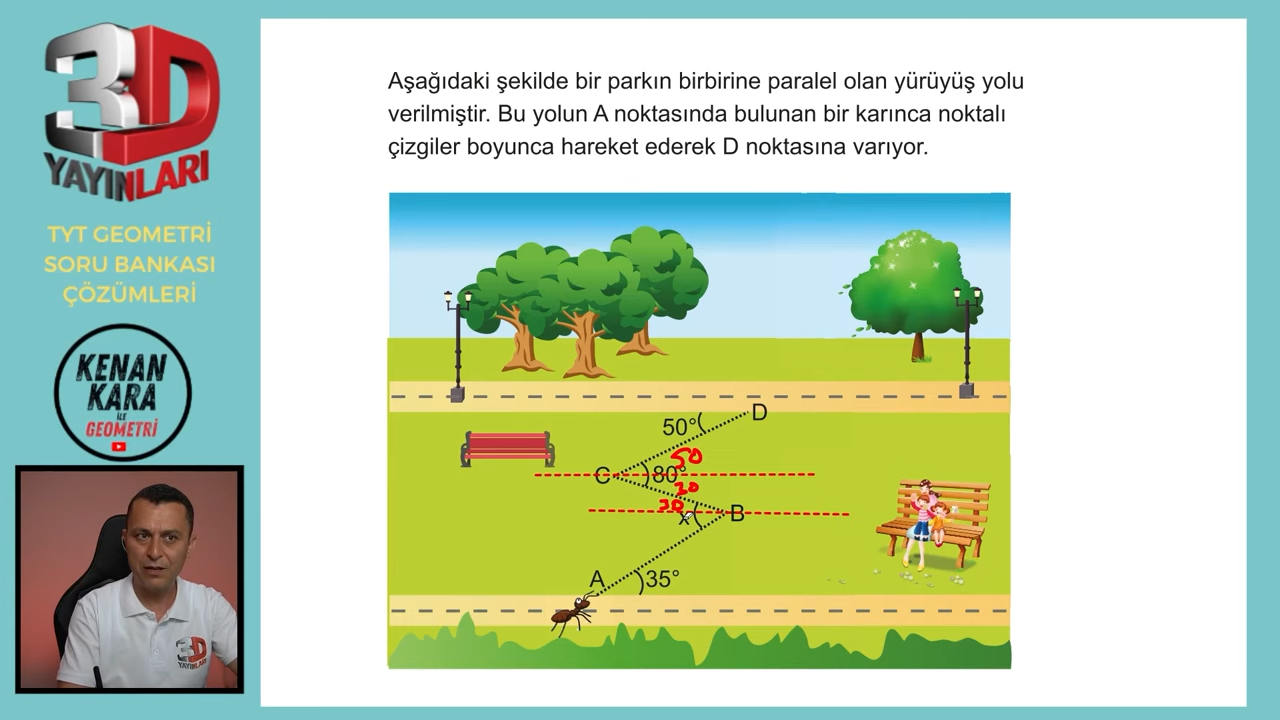 3D
YAYINLARI
TYT GEOMETRİ
SORU BANKASI
ÇÖZÜMLERİ
KENAN
KARA
İLE
GEOMETRİ
3D
YAYINLARI
Aşağıdaki şekilde bir parkın birbirine paralel olan yürüyüş yolu
verilmiştir. Bu yolun A noktasında bulunan bir karınca noktalı
çizgiler boyunca hareket ederek D noktasına varıyor.
50° D
50
C 80°
30
30
x B
A 35°